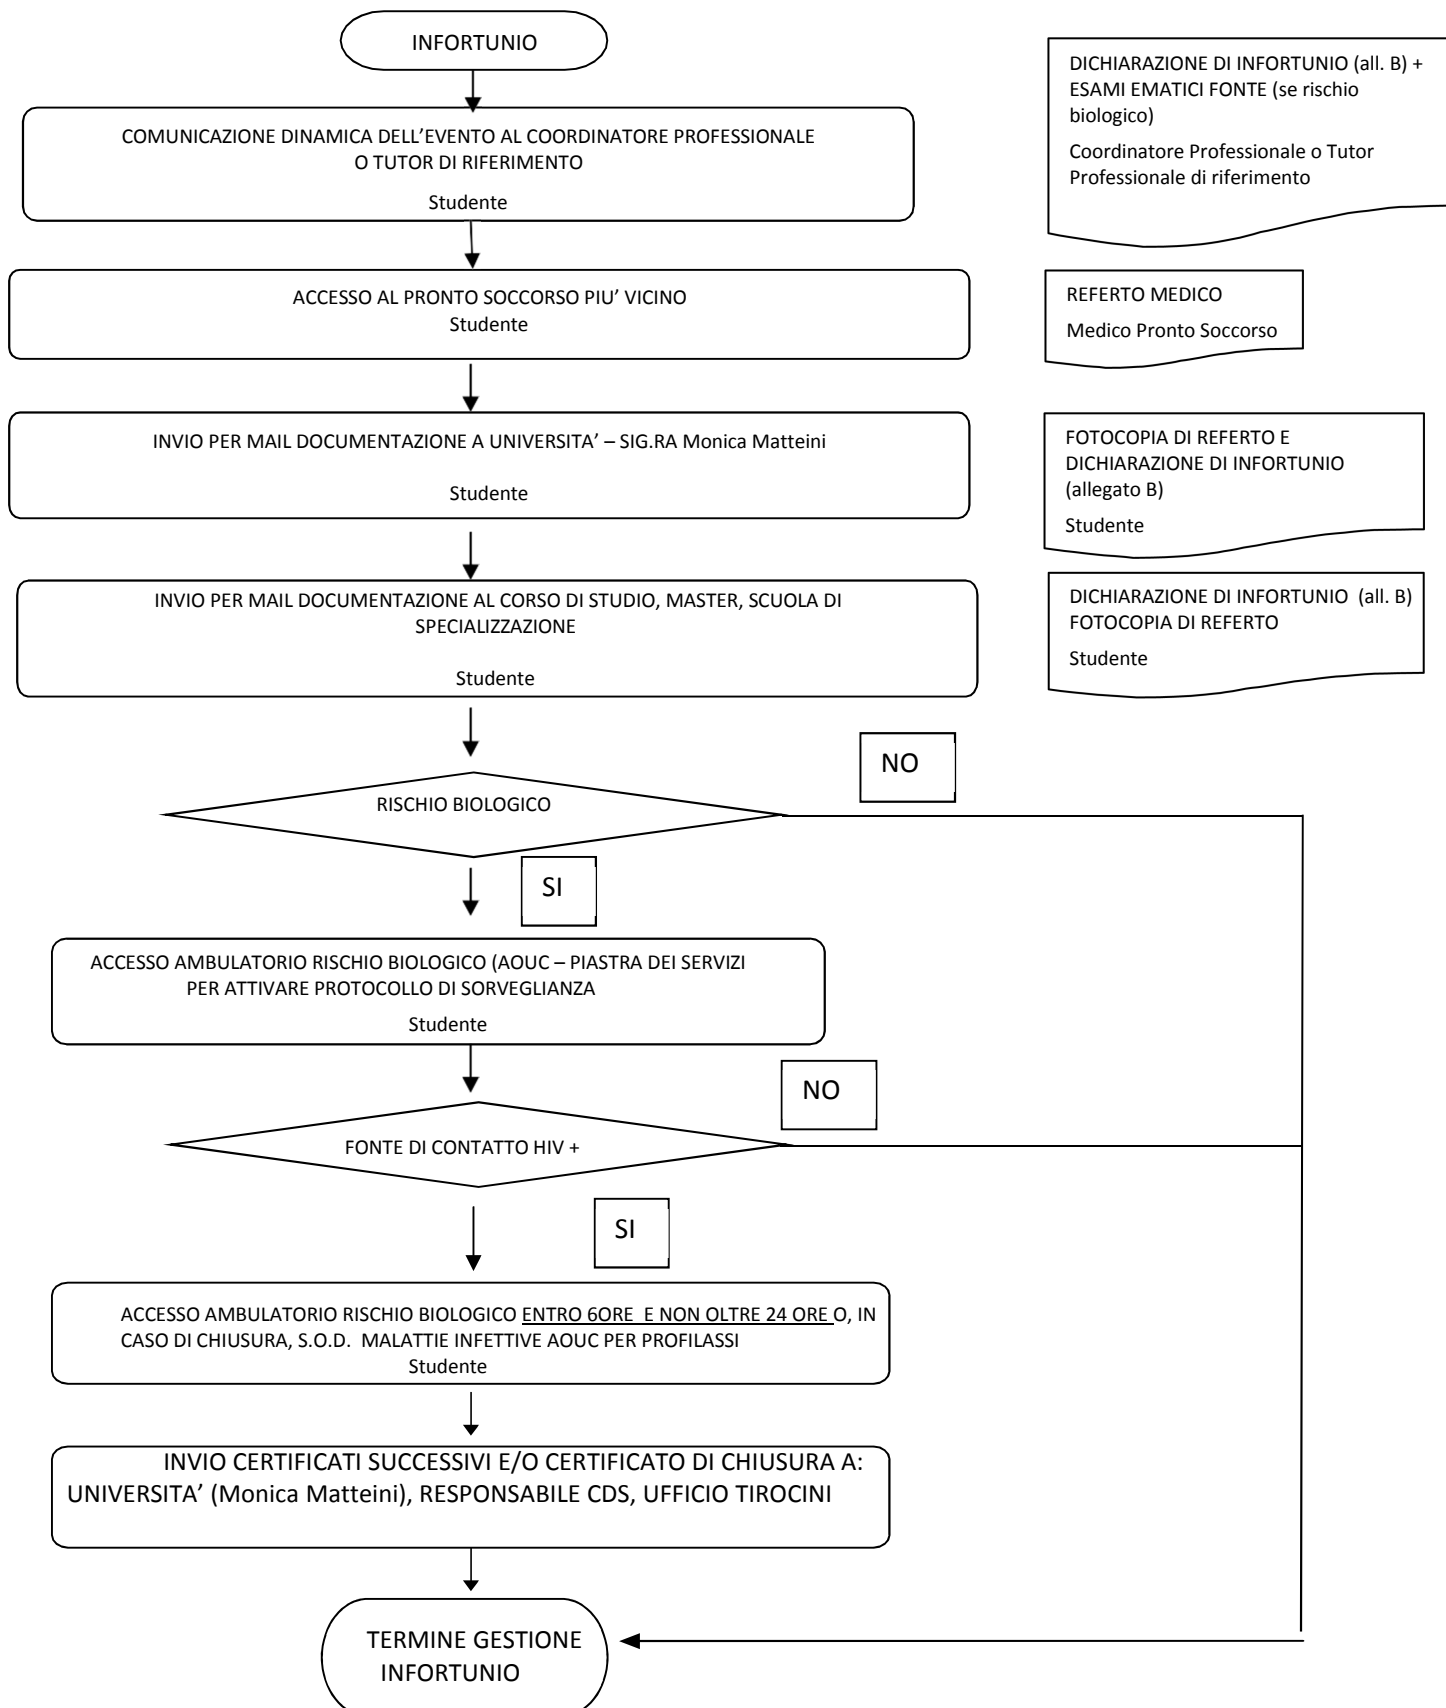 INFORTUNIO
DICHIARAZIONE DI INFORTUNIO (all. B) +
ESAMI EMATICI FONTE (se rischio
biologico)
Coordinatore Professionale o Tutor
Professionale di riferimento
COMUNICAZIONE DINAMICA DELL’EVENTO AL COORDINATORE PROFESSIONALE
O TUTOR DI RIFERIMENTO
Studente
ACCESSO AL PRONTO SOCCORSO PIU’ VICINO
Studente
REFERTO MEDICO
Medico Pronto Soccorso
INVIO PER MAIL DOCUMENTAZIONE A UNIVERSITA’ – SIG.RA Monica Matteini
Studente
FOTOCOPIA DI REFERTO E
DICHIARAZIONE DI INFORTUNIO
(allegato B)
Studente
INVIO PER MAIL DOCUMENTAZIONE AL CORSO DI STUDIO, MASTER, SCUOLA DI
SPECIALIZZAZIONE
Studente
DICHIARAZIONE DI INFORTUNIO (all. B)
FOTOCOPIA DI REFERTO
Studente
NO
RISCHIO BIOLOGICO
SI
ACCESSO AMBULATORIO RISCHIO BIOLOGICO (AOUC – PIASTRA DEI SERVIZI
PER ATTIVARE PROTOCOLLO DI SORVEGLIANZA
Studente
NO
FONTE DI CONTATTO HIV +
SI
ACCESSO AMBULATORIO RISCHIO BIOLOGICO ENTRO 6ORE E NON OLTRE 24 ORE O, IN
CASO DI CHIUSURA, S.O.D. MALATTIE INFETTIVE AOUC PER PROFILASSI
Studente
INVIO CERTIFICATI SUCCESSIVI E/O CERTIFICATO DI CHIUSURA A:
UNIVERSITA’ (Monica Matteini), RESPONSABILE CDS, UFFICIO TIROCINI
TERMINE GESTIONE
INFORTUNIO